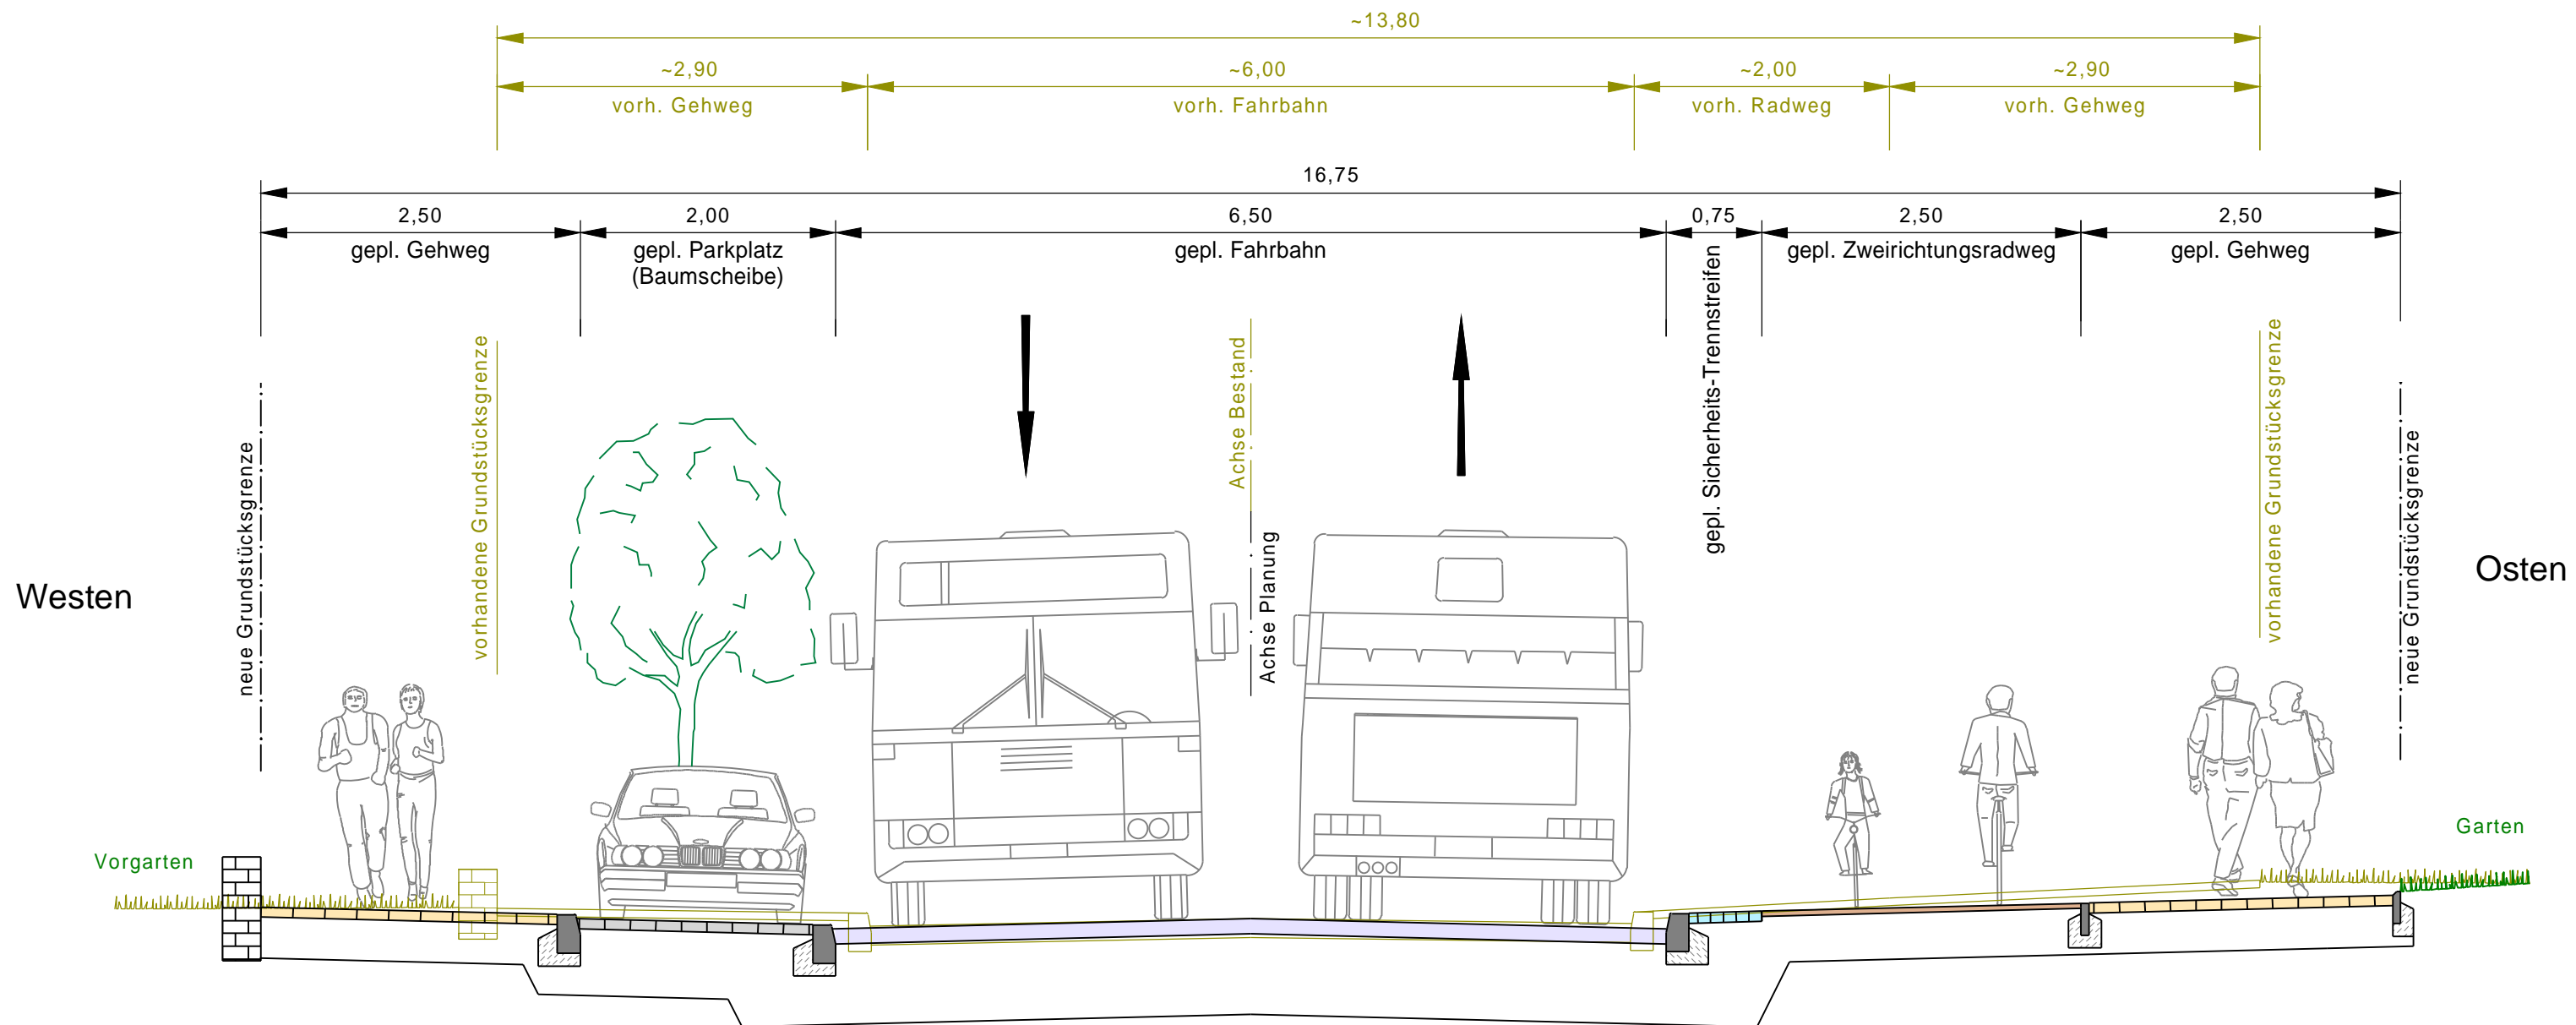 ~13,80
~2,90
~6,00
~2,00
~2,90
vorh. Gehweg
vorh. Fahrbahn
vorh. Radweg
vorh. Gehweg
16,75
2,50
2,00
6,50
0,75
2,50
2,50
gepl. Gehweg
gepl. Parkplatz
(Baumscheibe)
gepl. Fahrbahn
gepl. Sicherheits-Trennstreifen
gepl. Zweirichtungsradweg
gepl. Gehweg
neue Grundstücksgrenze
vorhandene Grundstücksgrenze
Achse Bestand
Achse Planung
vorhandene Grundstücksgrenze
neue Grundstücksgrenze
Westen
Osten
Vorgarten
Garten